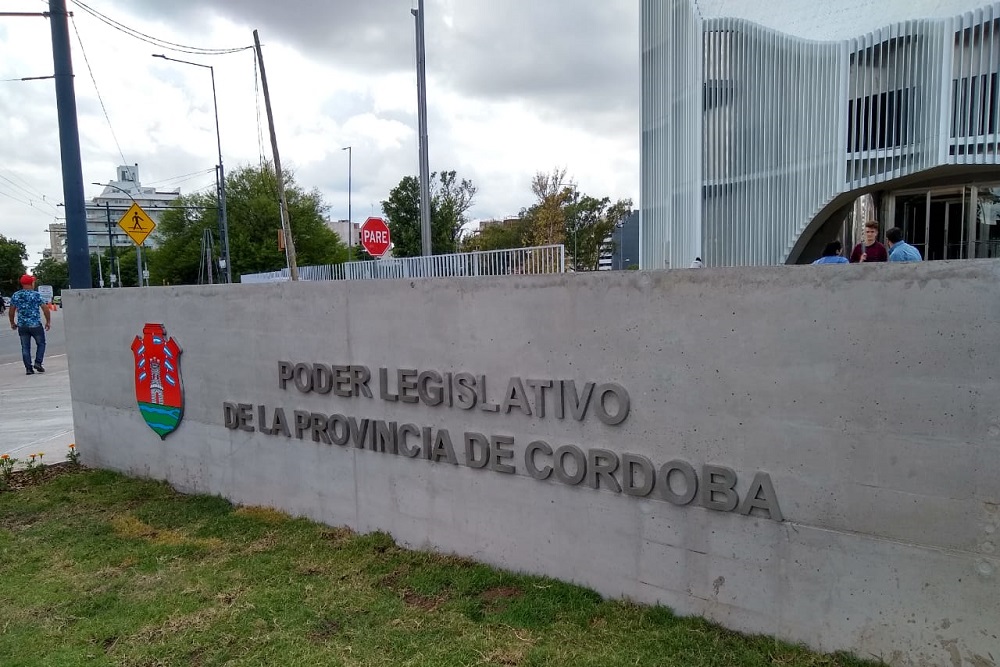 PARE
PODER LEGISLATIVO
DE LA PROVINCIA DE CORDOBA